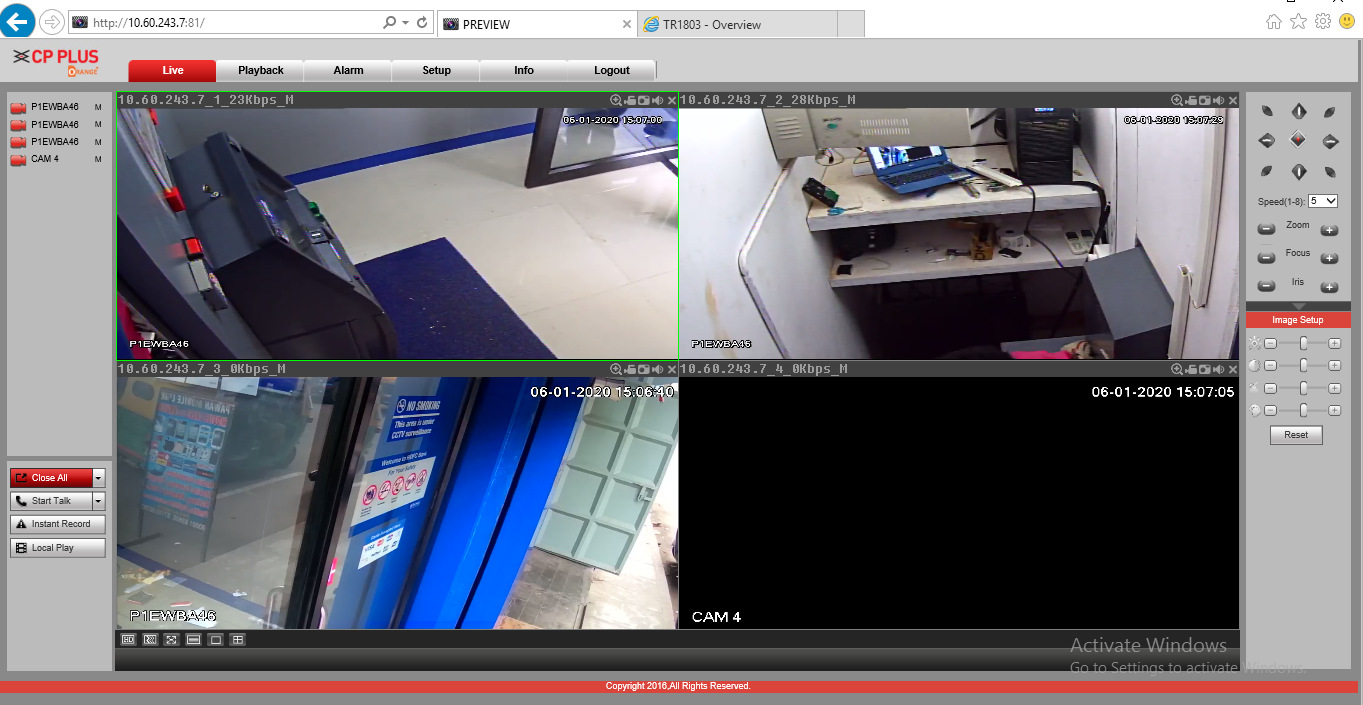 http://10.60.243.7:81/
PREVIEW
TR1803 - Overview
CP PLUS
ORANGE
Live
Playback
Alarm
Setup
Info
Logout
P1EWBA46 M
P1EWBA46 M
P1EWBA46 M
CAM 4 M
10.60.243.7_1_23Kbps_M
06-01-2020 15:07:00
P1EWBA46
10.60.243.7_2_28Kbps_M
06-01-2020 15:07:29
P1EWBA46
10.60.243.7_3_0Kbps_M
06-01-2020 15:06:40
NO SMOKING
This area is under
CCTV surveillance
Welcome to HDFC Bank
For Your Safety
VISA
P1EWBA46
10.60.243.7_4_0Kbps_M
06-01-2020 15:07:05
CAM 4
Speed(1-8): 5
Zoom
Focus
Iris
Image Setup
Reset
Close All
Start Talk
Instant Record
Local Play
HD
Activate Windows
Go to Settings to activate Windows.
Copyright 2016,All Rights Reserved.